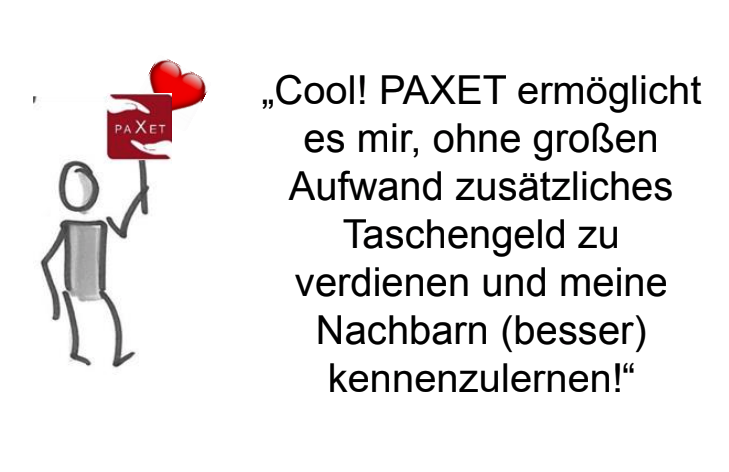 PAXET
„Cool! PAXET ermöglicht
es mir, ohne großen
Aufwand zusätzliches
Taschengeld zu
verdienen und meine
Nachbarn (besser)
kennenzulernen!“